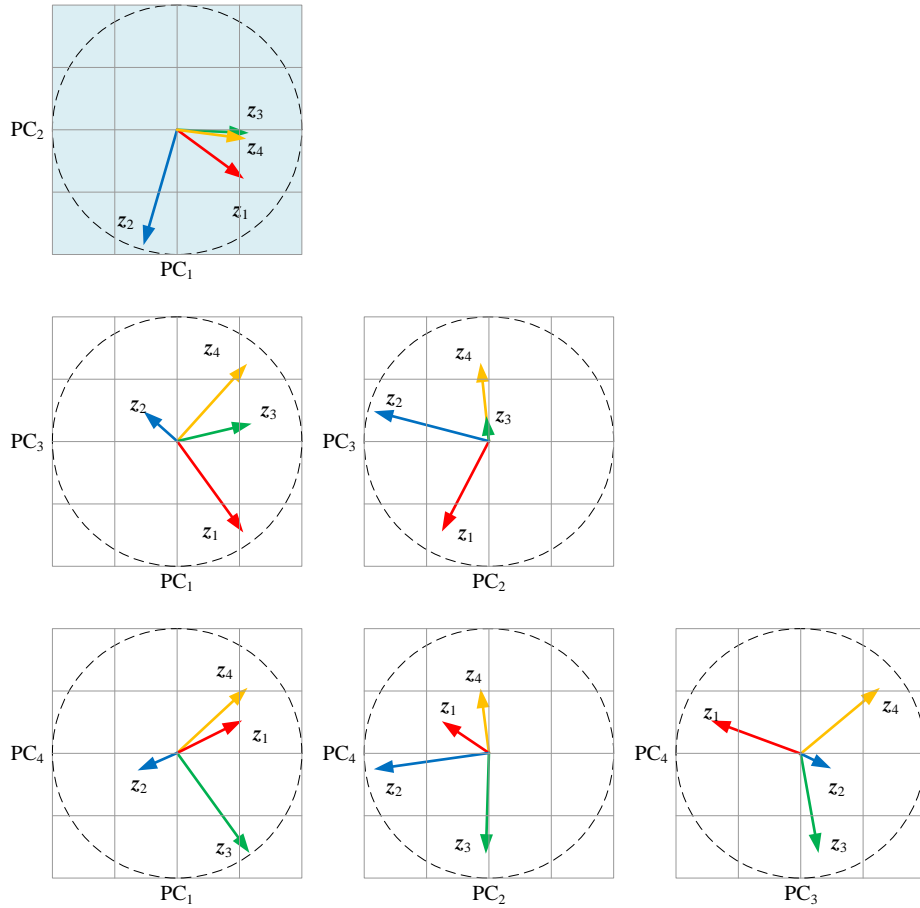 z₃
PC₂
z₄
z₁
z₂
PC₁
z₄
z₂
z₃
PC₃
z₁
PC₁
z₄
z₂
z₃
PC₃
z₁
PC₂
z₄
z₁
PC₄
z₂
z₃
PC₁
z₄
z₁
PC₄
z₂
z₃
PC₂
z₁
z₄
PC₄
z₂
z₃
PC₃